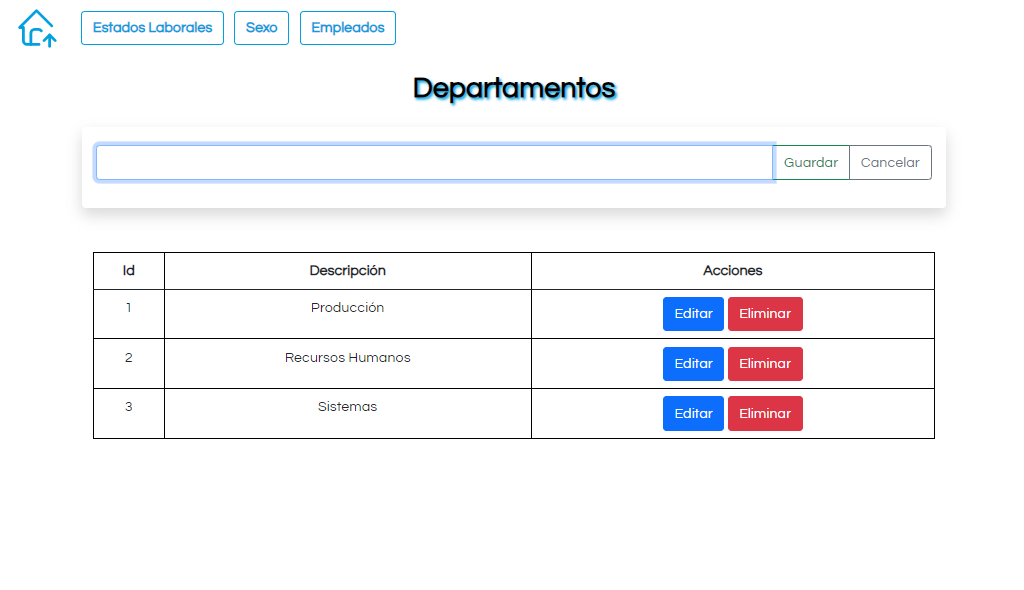 Estados Laborales Sexo Empleados
Departamentos
Guardar Cancelar
Id Descripción Acciones
1 Producción Editar Eliminar
2 Recursos Humanos Editar Eliminar
3 Sistemas Editar Eliminar